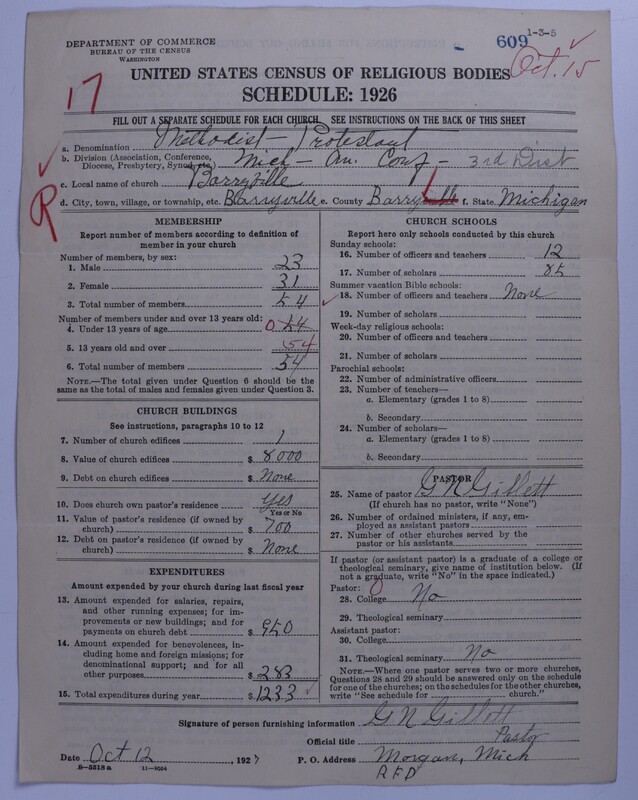 1-3-5
609
DEPARTMENT OF COMMERCE
BUREAU OF THE CENSUS
WASHINGTON
Oct. 15
17
UNITED STATES CENSUS OF RELIGIOUS BODIES
SCHEDULE: 1926
FILL OUT A SEPARATE SCHEDULE FOR EACH CHURCH. SEE INSTRUCTIONS ON THE BACK OF THIS SHEET
a. Denomination Methodist - Protestant
b. Division (Association, Conference, Diocese, Presbytery, Synod, etc.) Mich - An. Conf - 3rd Dist
c. Local name of church Barryville
R
d. City, town, village, or township, etc. Barryville e. County Barry f. State. Michigan
MEMBERSHIP
Report number of members according to definition of
member in your church
Number of members, by sex:
1. Male 23
2. Female 31
3. Total number of members 54
Number of members under and over 13 years old:
4. Under 13 years of age 0 54
5. 13 years old and over 54
6. Total number of members 54
NOTE.—The total given under Question 6 should be
same as the total of males and females given under Question 3.
CHURCH BUILDINGS
See instructions, paragraphs 10 to 12
7. Number of church edifices 1
8. Value of church edifices $ 8000
9. Debt on church edifices $ None
10. Does church own pastor's residence Yes
Yes or No
11. Value of pastor's residence (if owned by
church) $ 700
12. Debt on pastor's residence (if owned by
church) $ None
EXPENDITURES
Amount expended by your church during last fiscal year
13. Amount expended for salaries, repairs,
and other running expenses; for im-
provements or new buildings; and for
payments on church debt $ 950
14. Amount expended for benevolences, in-
cluding home and foreign missions; for
denominational support; and for all
other purposes $ 283
15. Total expenditures during year $ 1233
CHURCH SCHOOLS
Report here only schools conducted by this church
Sunday schools:
16. Number of officers and teachers 12
17. Number of scholars 85
Summer vacation Bible schools:
18. Number of officers and teachers None
19. Number of scholars
Week-day religious schools:
20. Number of officers and teachers
21. Number of scholars
Parochial schools:
22. Number of administrative officers
23. Number of teachers—
a. Elementary (grades 1 to 8)
b. Secondary
24. Number of scholars—
a. Elementary (grades 1 to 8)
b. Secondary
PASTOR
25. Name of pastor G N Gillett
(If church has no pastor, write "None")
26. Number of ordained ministers, if any, em-
ployed as assistant pastors
27. Number of other churches served by the
pastor or his assistants
If pastor (or assistant pastor) is a graduate of a college or
theological seminary, give name of institution below. (If
not a graduate, write "No" in the space indicated.)
Pastor: 0
28. College No
29. Theological seminary
Assistant pastor:
30. College
31. Theological seminary No
NOTE.—Where one pastor serves two or more churches,
Questions 28 and 29 should be answered only on the schedule
for one of the churches; on the schedules for the other churches,
write "See schedule for church."
Signature of person furnishing information G N Gillett
Official title Pastor
Date Oct 12, 1927 P. O. Address Morgan, Mich
8-5518a 11-9094 RFD